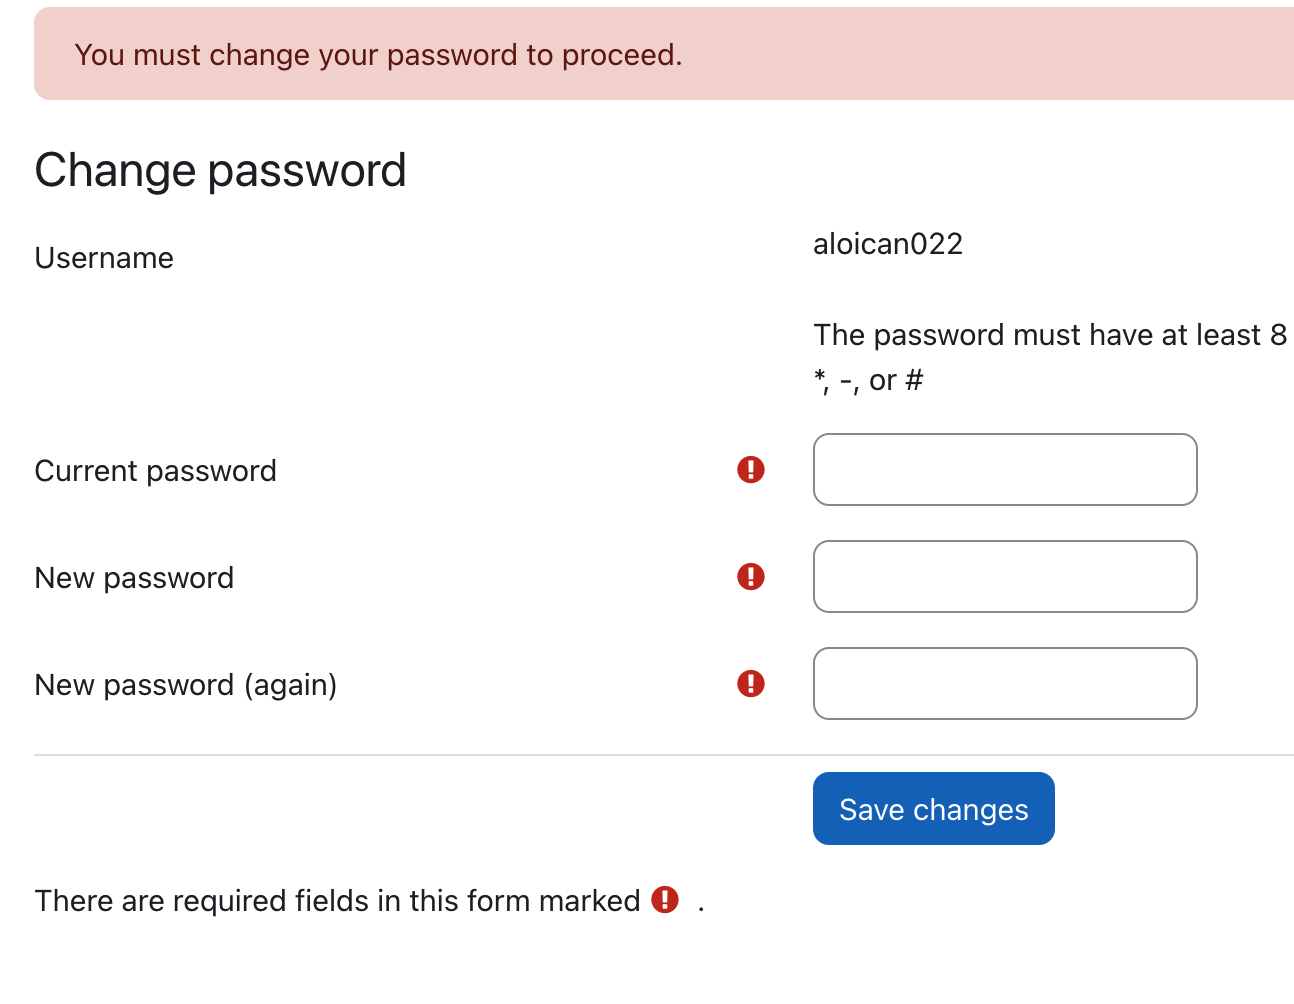 You must change your password to proceed.
Change password
Username
aloican022
The password must have at least 8
*, -, or #
Current password
New password
New password (again)
Save changes
There are required fields in this form marked .